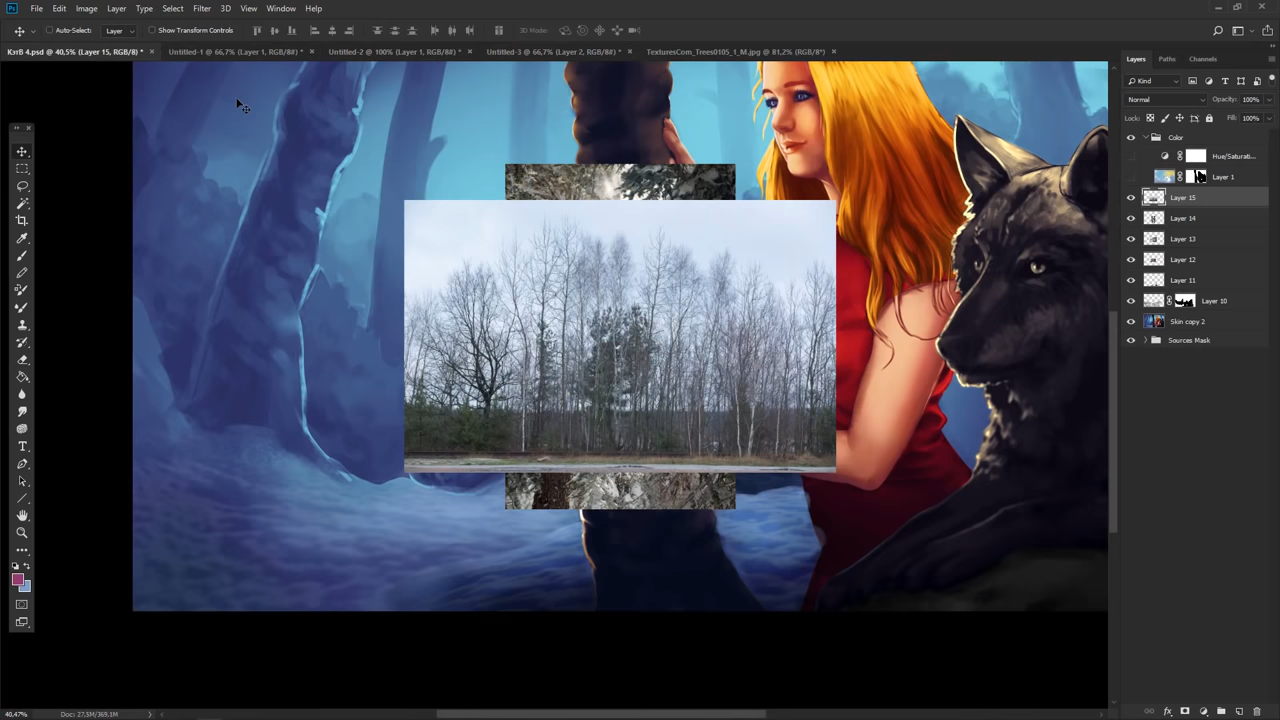 Ps File Edit Image Layer Type Select Filter 3D View Window Help
Auto-Select: Layer Show Transform Controls 3D Mode:
КзгВ 4.psd @ 40,5% (Layer 15, RGB/8) * × Untitled-1 @ 66,7% (Layer 1, RGB/8#) * × Untitled-2 @ 100% (Layer 1, RGB/8#) * × Untitled-3 @ 66,7% (Layer 2, RGB/8#) * × TexturesCom_Trees0105_1_M.jpg @ 81,2% (RGB/8*) ×
Layers Paths Channels
Kind
Normal Opacity: 100%
Lock: Fill: 100%
Color
Hue/Saturati...
Layer 1
Layer 15
Layer 14
Layer 13
Layer 12
Layer 11
Layer 10
Skin copy 2
Sources Mask
40,47% Doc: 27,5M/369,1M